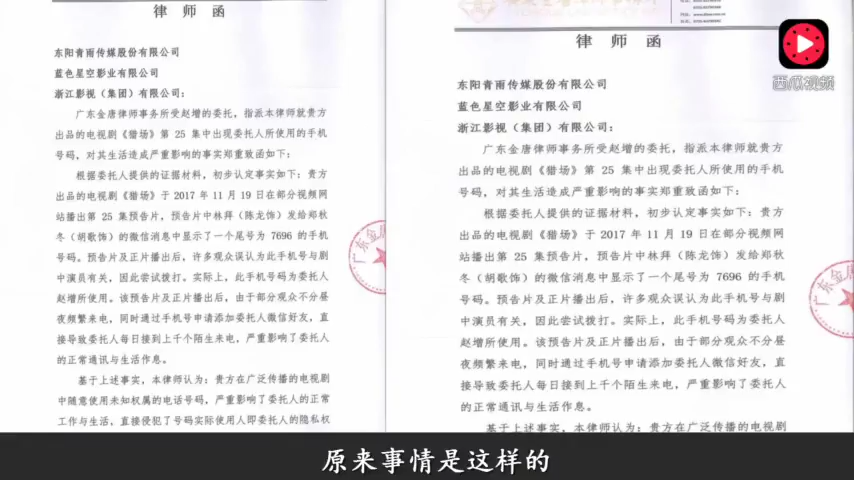 律师函
东阳青雨传媒股份有限公司
蓝色星空影业有限公司
浙江影视（集团）有限公司：
广东金唐律师事务所受赵增的委托，指派本律师就贵方
出品的电视剧《猎场》第 25 集中出现委托人所使用的手机
号码，对其生活造成严重影响的事实郑重致函如下：
根据委托人提供的证据材料，初步认定事实如下：贵方
出品的电视剧《猎场》于 2017 年 11 月 19 日在部分视频网
站播出第 25 集预告片，预告片中林拜（陈龙饰）发给郑秋
冬（胡歌饰）的微信消息中显示了一个尾号为 7696 的手机
号码。预告片及正片播出后，许多观众误认为此手机号与剧
中演员有关，因此尝试拨打。实际上，此手机号码为委托人
赵增所使用。该预告片及正片播出后，由于部分观众不分昼
夜频繁来电，同时通过手机号申请添加委托人微信好友，直
接导致委托人每日接到上千个陌生来电，严重影响了委托人
的正常通讯与生活作息。
基于上述事实，本律师认为：贵方在广泛传播的电视剧
中随意使用未知权属的电话号码，严重影响了委托人的正常
工作与生活，直接侵犯了号码实际使用人即委托人的隐私权
广东金唐
律师函
东阳青雨传媒股份有限公司
蓝色星空影业有限公司
浙江影视（集团）有限公司：
广东金唐律师事务所受赵增的委托，指派本律师就贵方
出品的电视剧《猎场》第 25 集中出现委托人所使用的手机
号码，对其生活造成严重影响的事实郑重致函如下：
根据委托人提供的证据材料，初步认定事实如下：贵方
出品的电视剧《猎场》于 2017 年 11 月 19 日在部分视频网
站播出第 25 集预告片，预告片中林拜（陈龙饰）发给郑秋
冬（胡歌饰）的微信消息中显示了一个尾号为 7696 的手机
号码。预告片及正片播出后，许多观众误认为此手机号与剧
中演员有关，因此尝试拨打。实际上，此手机号码为委托人
赵增所使用。该预告片及正片播出后，由于部分观众不分昼
夜频繁来电，同时通过手机号申请添加委托人微信好友，直
接导致委托人每日接到上千个陌生来电，严重影响了委托人
的正常通讯与生活作息。
基于上述事实，本律师认为：贵方在广泛传播的电视剧
广东金唐
西瓜视频
原来事情是这样的